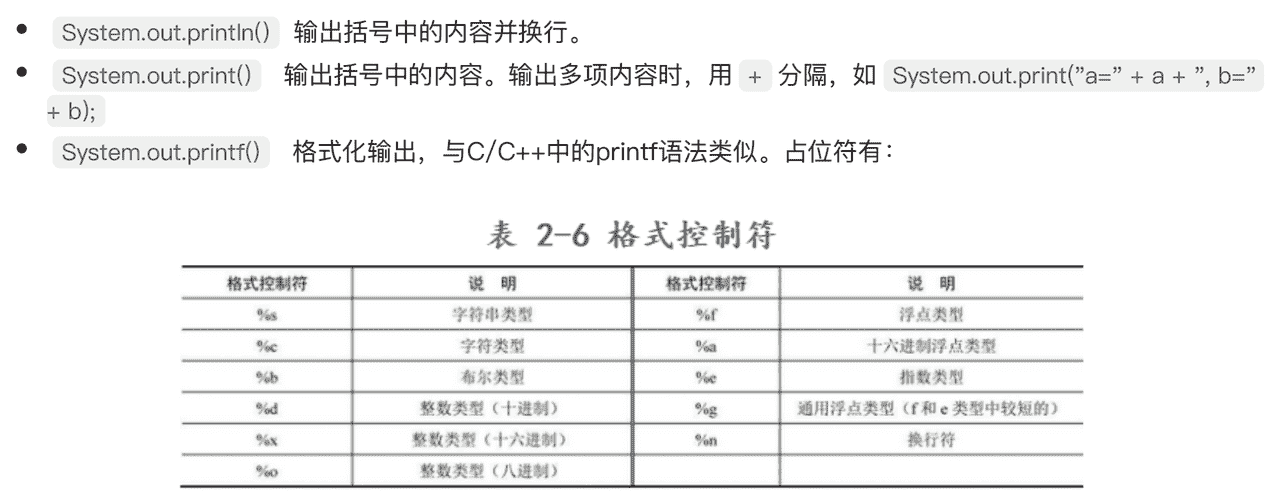 System.out.println() 输出括号中的内容并换行。
System.out.print() 输出括号中的内容。输出多项内容时，用 + 分隔，如 System.out.print("a=" + a + ", b="
+ b);
System.out.printf() 格式化输出，与C/C++中的printf语法类似。占位符有：
表 2-6 格式控制符
格式控制符 说 明 格式控制符 说 明
%s 字符串类型 %f 浮点类型
%c 字符类型 %a 十六进制浮点类型
%b 布尔类型 %e 指数类型
%d 整数类型（十进制） %g 通用浮点类型（f 和 e 类型中较短的）
%x 整数类型（十六进制） %n 换行符
%o 整数类型（八进制）